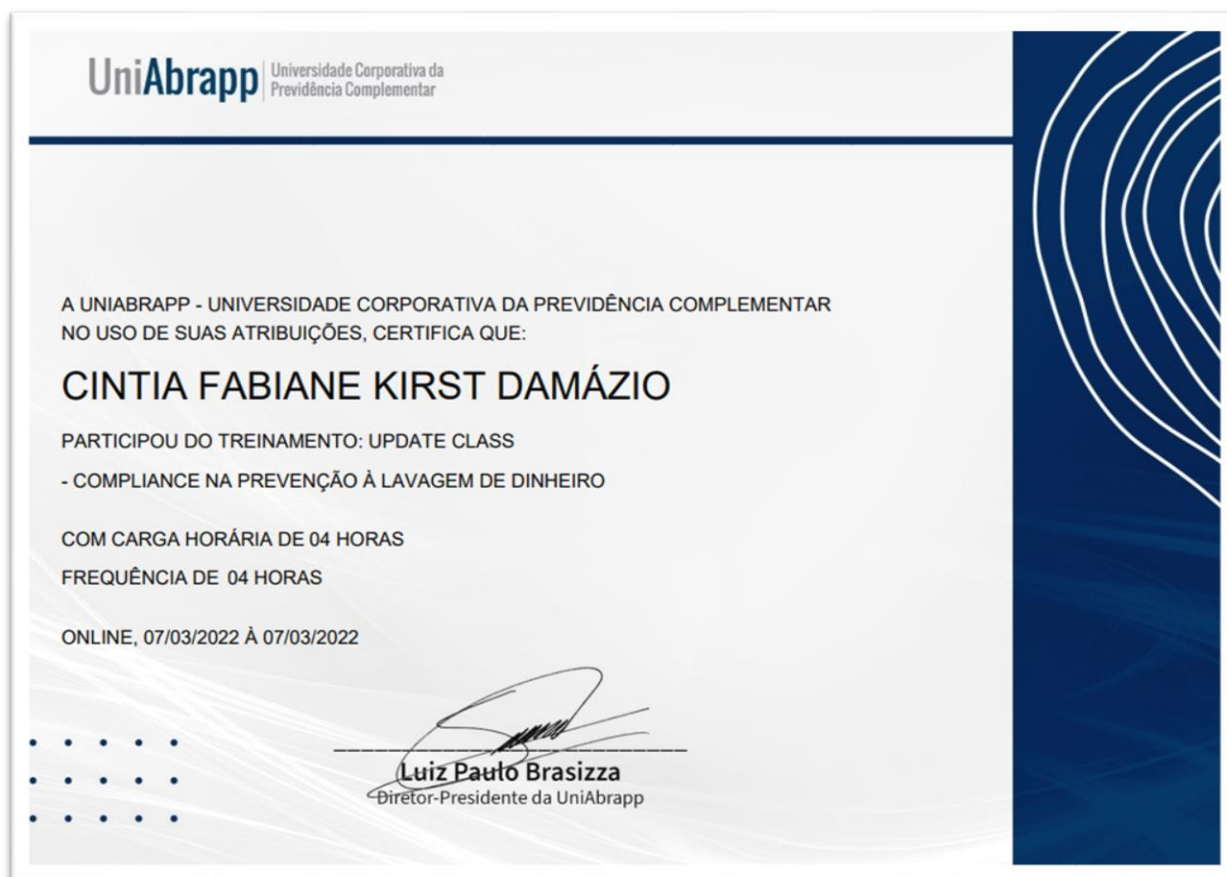 UniAbrapp
Universidade Corporativa da
Previdência Complementar
A UNIABRAPP - UNIVERSIDADE CORPORATIVA DA PREVIDÊNCIA COMPLEMENTAR
NO USO DE SUAS ATRIBUIÇÕES, CERTIFICA QUE:
CINTIA FABIANE KIRST DAMÁZIO
PARTICIPOU DO TREINAMENTO: UPDATE CLASS
- COMPLIANCE NA PREVENÇÃO À LAVAGEM DE DINHEIRO
COM CARGA HORÁRIA DE 04 HORAS
FREQUÊNCIA DE 04 HORAS
ONLINE, 07/03/2022 À 07/03/2022
Luiz Paulo Brasizza
Diretor-Presidente da UniAbrapp